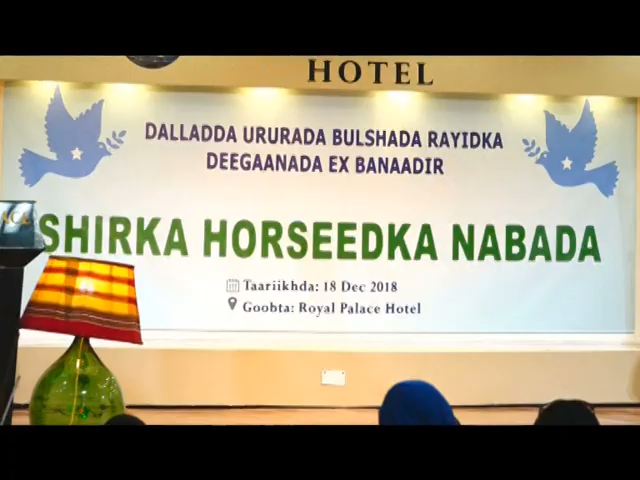 HOTEL
DALLADDA URURADA BULSHADA RAYIDKA
DEEGAANADA EX BANAADIR
SHIRKA HORSEEDKA NABADA
Taariikhda: 18 Dec 2018
Goobta: Royal Palace Hotel